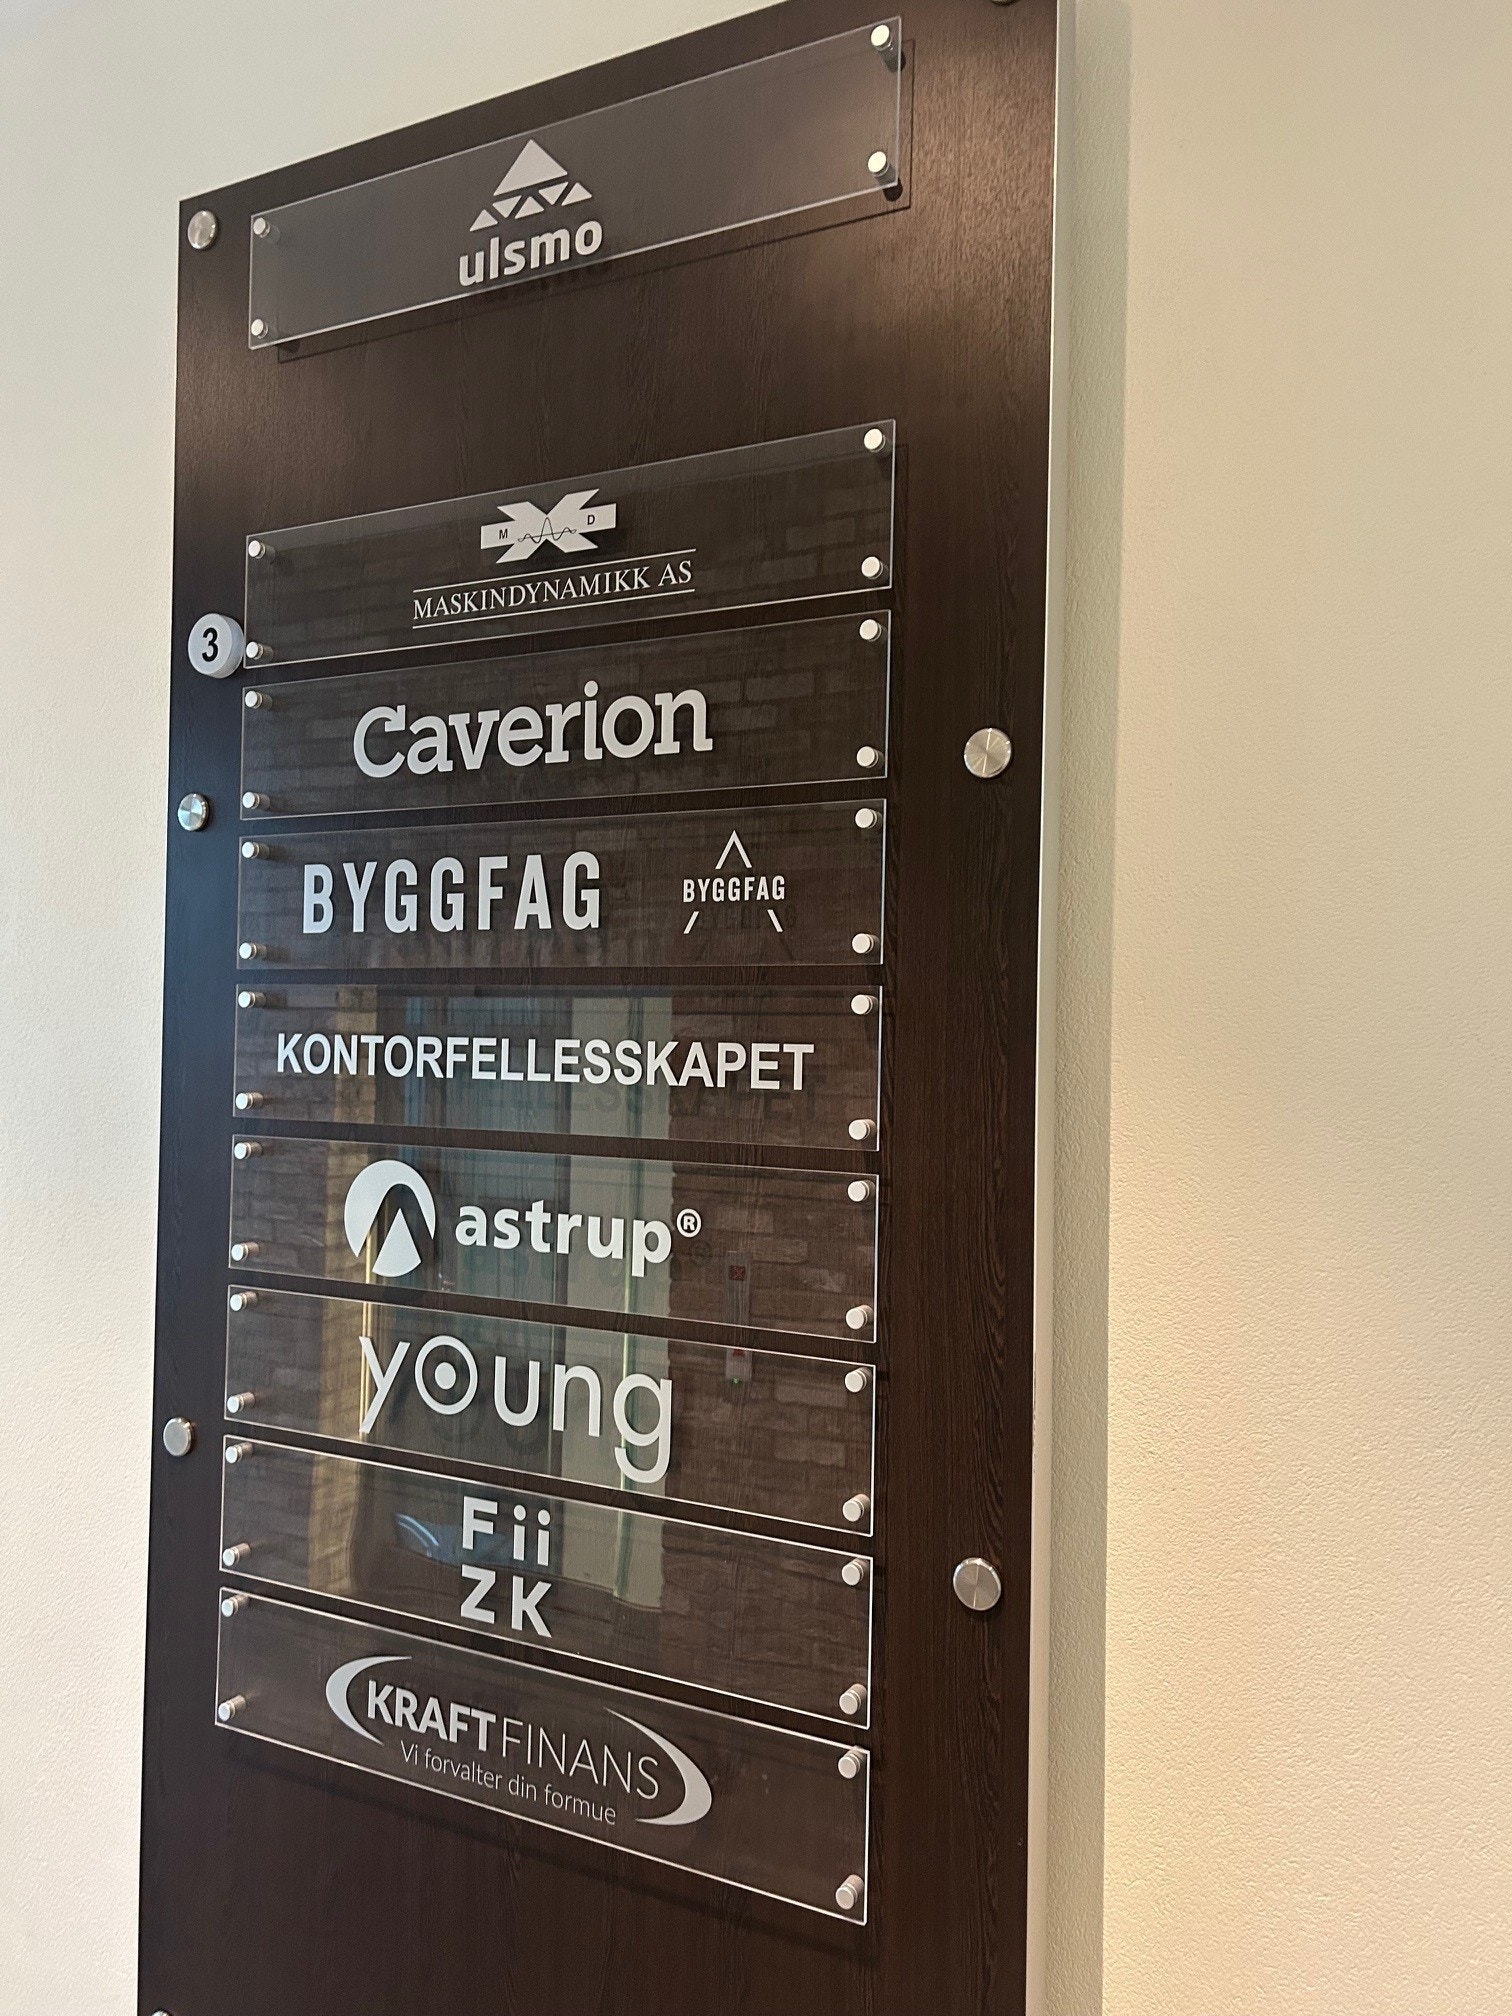 ulsmo
M D
MASKINDYNAMIKK AS
3
Caverion
BYGGFAG
BYGGFAG
KONTORFELLESSKAPET
astrup®
young
Fii
ZK
KRAFTFINANS
Vi forvalter din formue